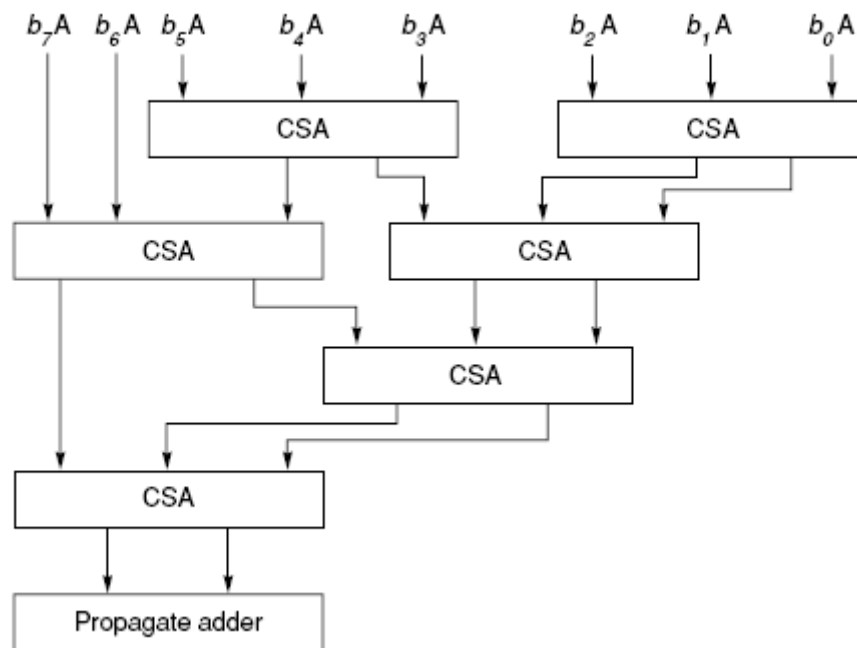 b₇A b₆A b₅A b₄A b₃A b₂A b₁A b₀A
CSA CSA
CSA CSA
CSA
CSA
Propagate adder